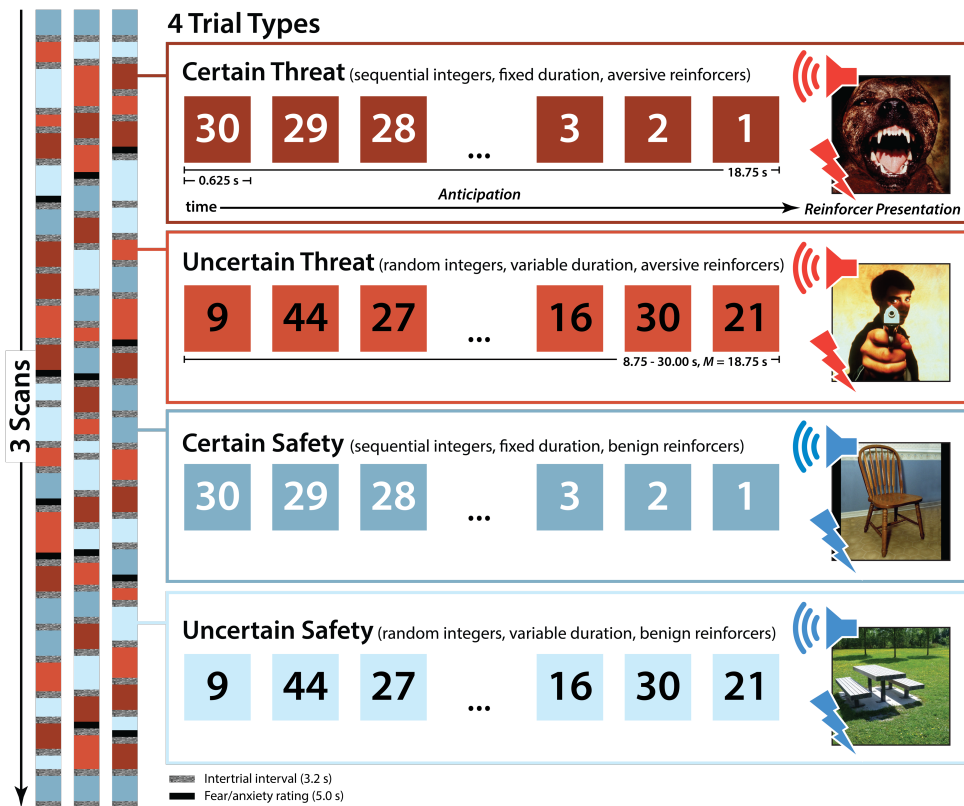 4 Trial Types
Certain Threat (sequential integers, fixed duration, aversive reinforcers)
30 29 28 ... 3 2 1
0.625 s
18.75 s
Anticipation
time
Reinforcer Presentation
Uncertain Threat (random integers, variable duration, aversive reinforcers)
9 44 27 ... 16 30 21
8.75 - 30.00 s, M = 18.75 s
3 Scans
Certain Safety (sequential integers, fixed duration, benign reinforcers)
30 29 28 ... 3 2 1
Uncertain Safety (random integers, variable duration, benign reinforcers)
9 44 27 ... 16 30 21
Intertrial interval (3.2 s)
Fear/anxiety rating (5.0 s)